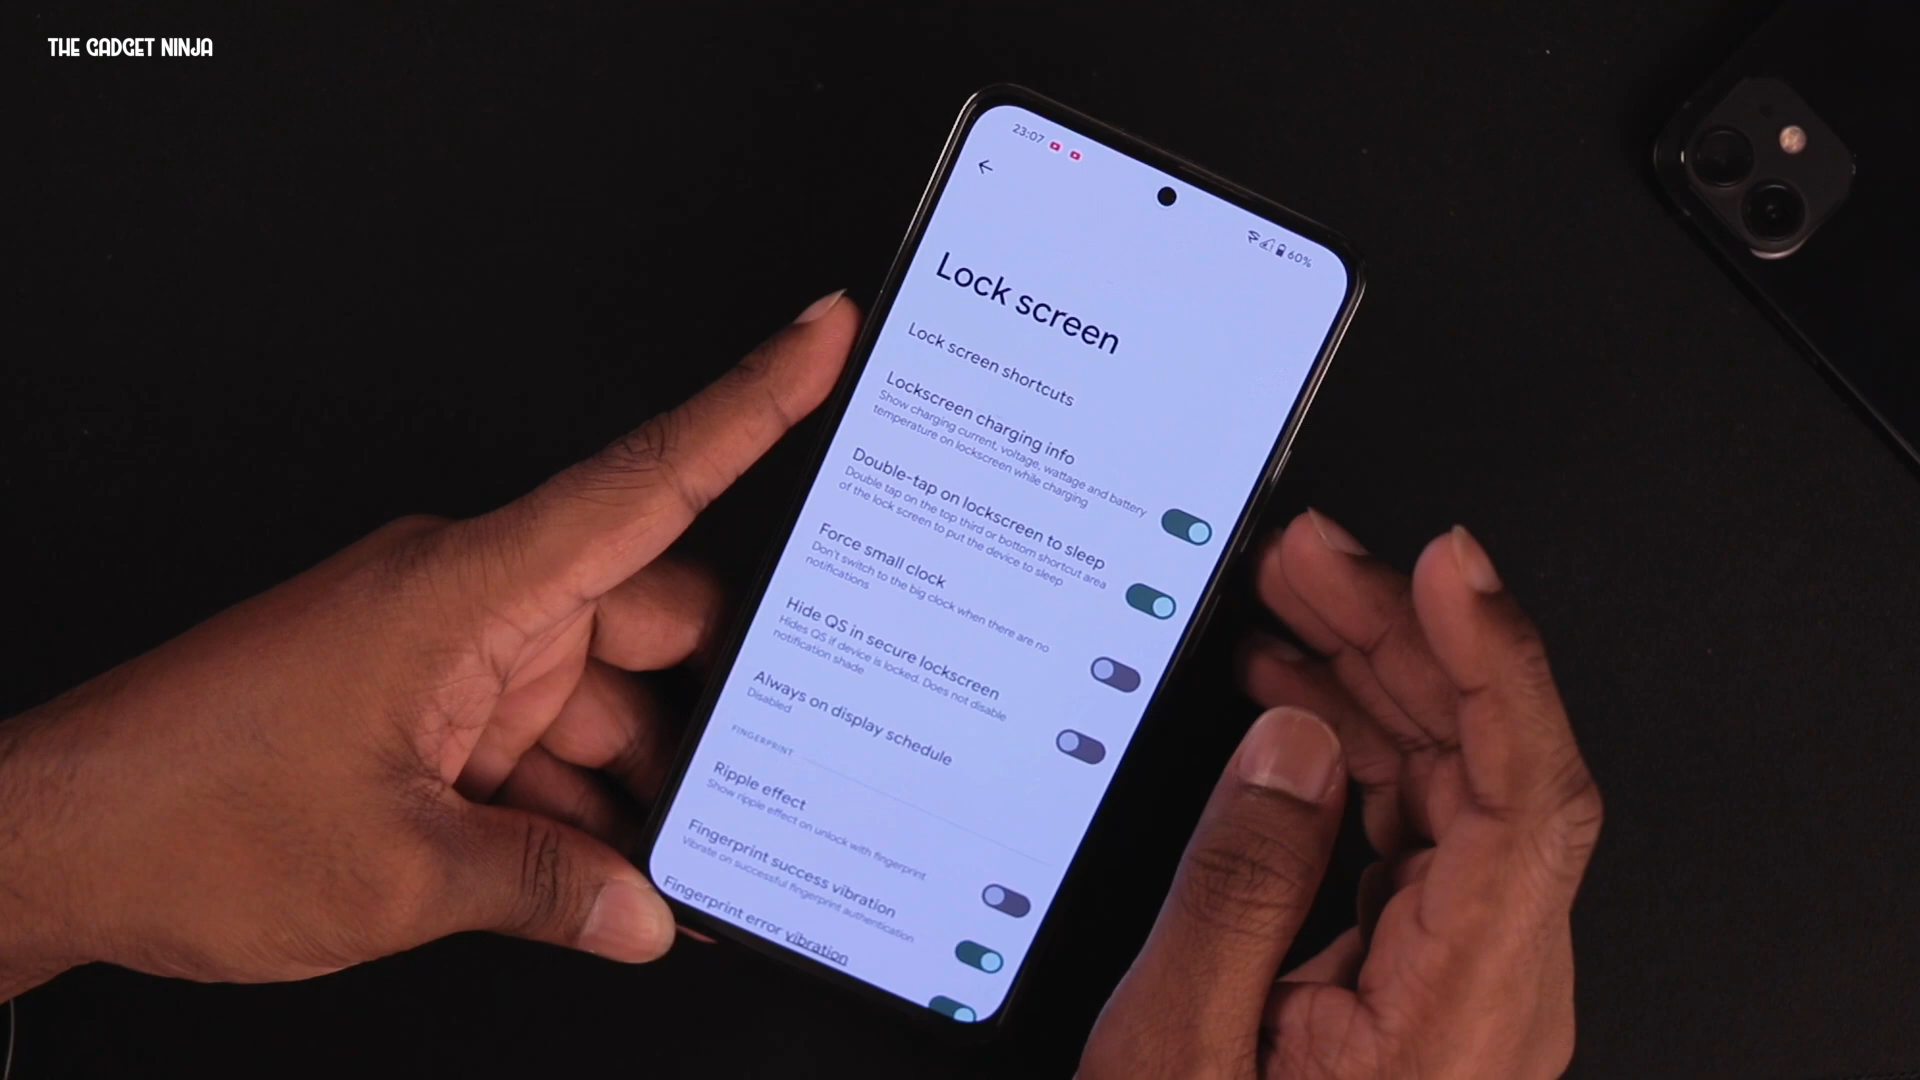 THE GADGET NINJA
23:07
60%
Lock screen
Lock screen shortcuts
Lockscreen charging info
Show charging current, voltage, wattage and battery
temperature on lockscreen while charging
Double-tap on lockscreen to sleep
Double tap on the top third or bottom shortcut area
of the lock screen to put the device to sleep
Force small clock
Don't switch to the big clock when there are no
notifications
Hide QS in secure lockscreen
Hides QS if device is locked. Does not disable
notification shade
Always on display schedule
Disabled
FINGERPRINT
Ripple effect
Show ripple effect on unlock with fingerprint
Fingerprint success vibration
Vibrate on successful fingerprint authentication
Fingerprint error vibration